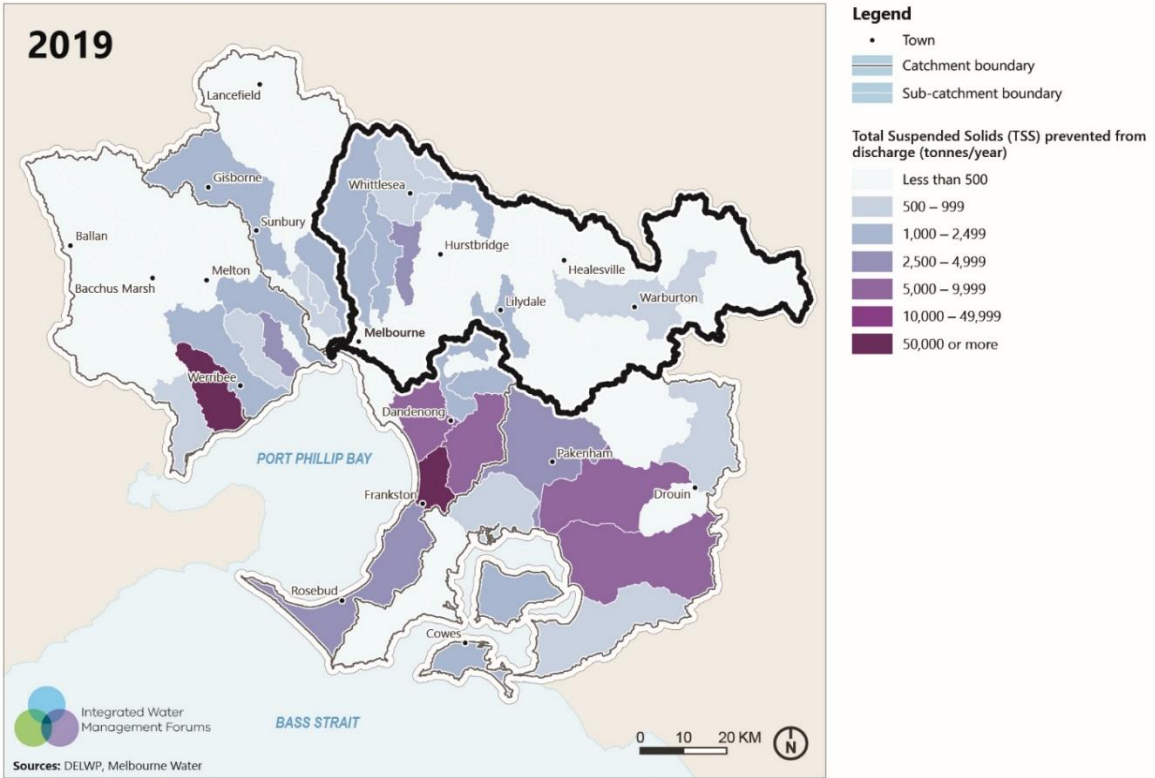 2019
Lancefield
Gisborne
Whittlesea
Sunbury
Ballan
Hurstbridge
Healesville
Melton
Bacchus Marsh
Lilydale
Warburton
Melbourne
Werribee
Dandenong
PORT PHILLIP BAY
Pakenham
Frankston
Drouin
Rosebud
Cowes
BASS STRAIT
Integrated Water
Management Forums
0 10 20 KM
N
Sources: DELWP, Melbourne Water
Legend
Town
Catchment boundary
Sub-catchment boundary
Total Suspended Solids (TSS) prevented from
discharge (tonnes/year)
Less than 500
500 – 999
1,000 – 2,499
2,500 – 4,999
5,000 – 9,999
10,000 – 49,999
50,000 or more